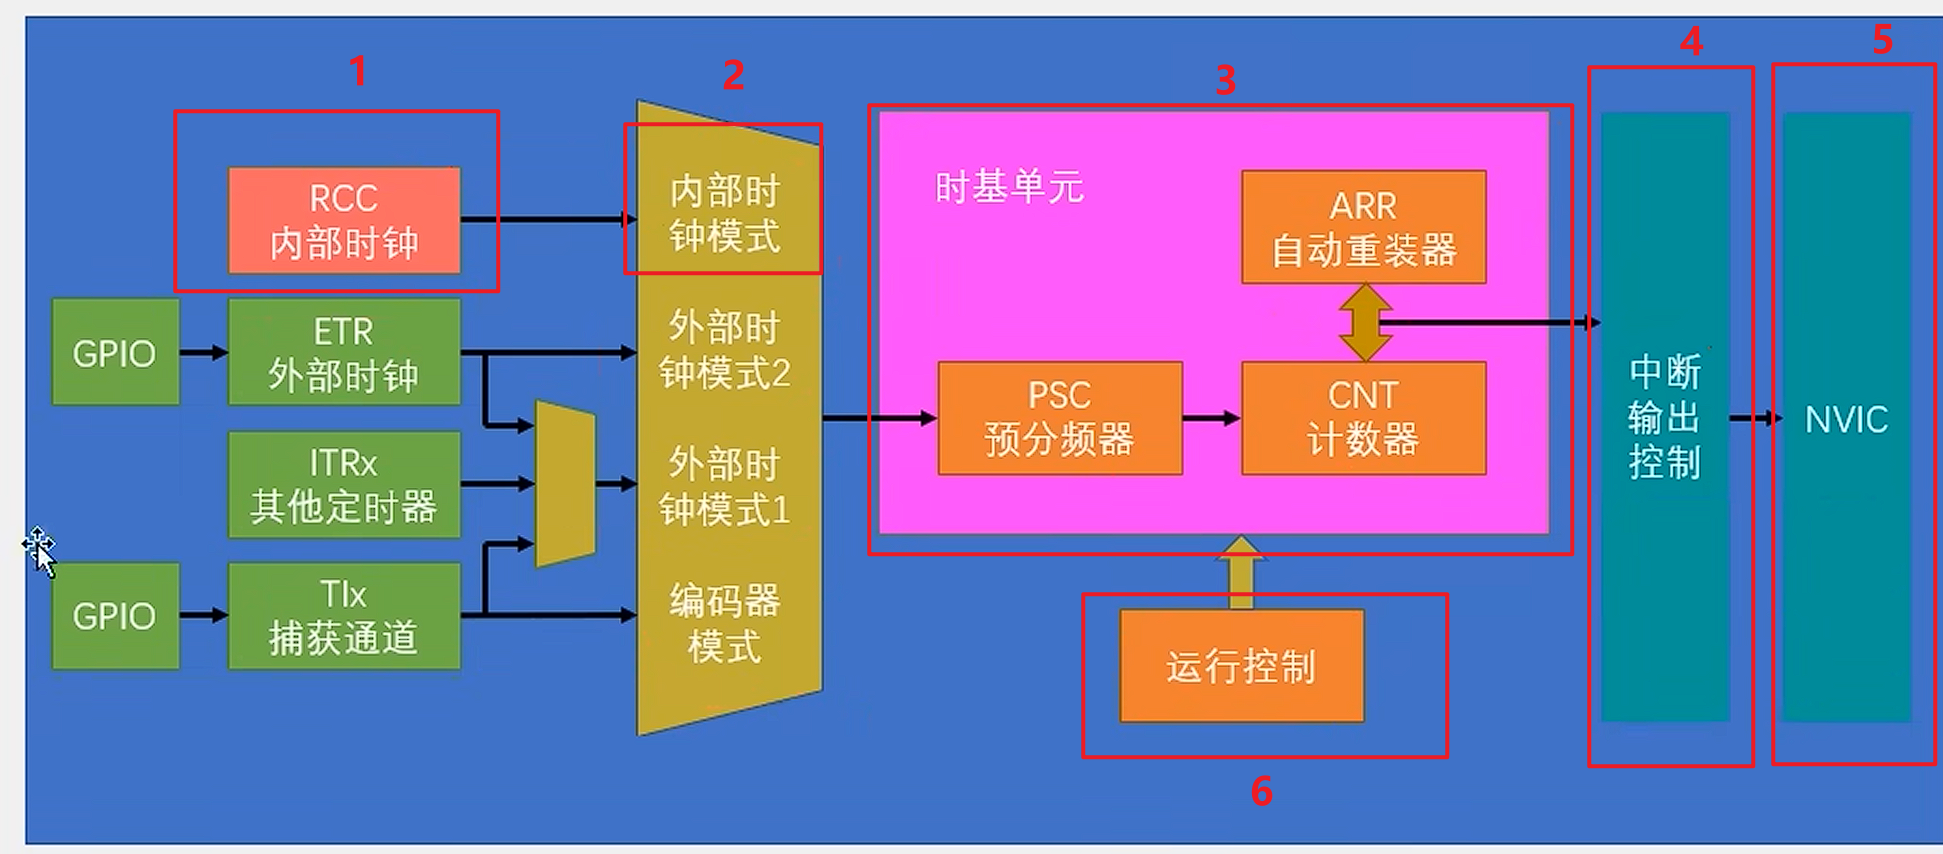 1
2
3
4
5
RCC
内部时钟
内部时
钟模式
时基单元
ARR
自动重装器
GPIO
ETR
外部时钟
外部时
钟模式2
PSC
预分频器
CNT
计数器
中断
输出
控制
NVIC
ITRx
其他定时器
外部时
钟模式1
GPIO
TIx
捕获通道
编码器
模式
运行控制
6